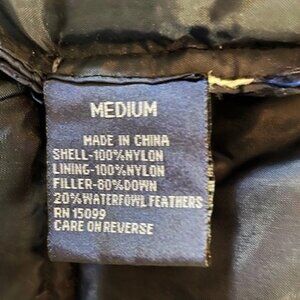 MEDIUM
MADE IN CHINA
SHELL-100%NYLON
LINING-100%NYLON
FILLER-80%DOWN
20%WATERFOWL FEATHERS
RN 15099
CARE ON REVERSE